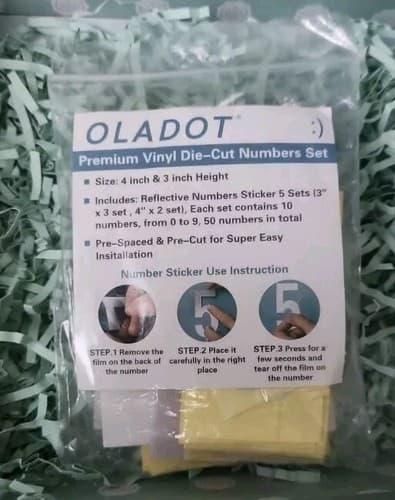 OLADOT®
:)
Premium Vinyl Die-Cut Numbers Set
■ Size: 4 inch & 3 inch Height
■ Includes: Reflective Numbers Sticker 5 Sets (3"
x 3 set , 4" x 2 set), Each set contains 10
numbers, from 0 to 9, 50 numbers in total
■ Pre-Spaced & Pre-Cut for Super Easy
Insitallation
Number Sticker Use Instruction
5
5
STEP.1 Remove the
film on the back of
the number
STEP.2 Place it
carefully in the right
place
STEP.3 Press for a
few seconds and
tear off the film on
the number